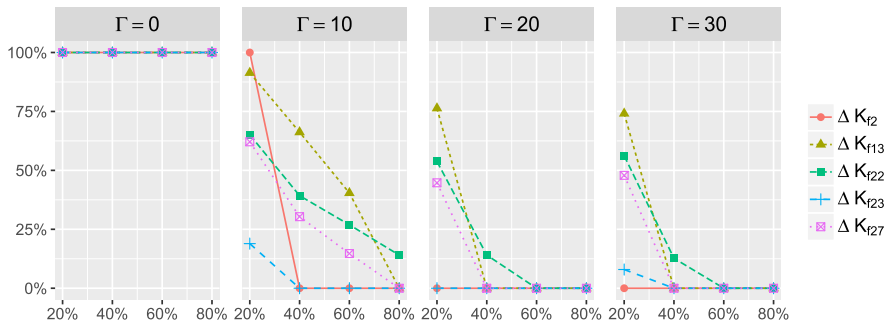 Γ = 0
Γ = 10
Γ = 20
Γ = 30
100%
75%
50%
25%
0%
20% 40% 60% 80%
20% 40% 60% 80%
20% 40% 60% 80%
20% 40% 60% 80%
Δ Kf2
Δ Kf13
Δ Kf22
Δ Kf23
Δ Kf27